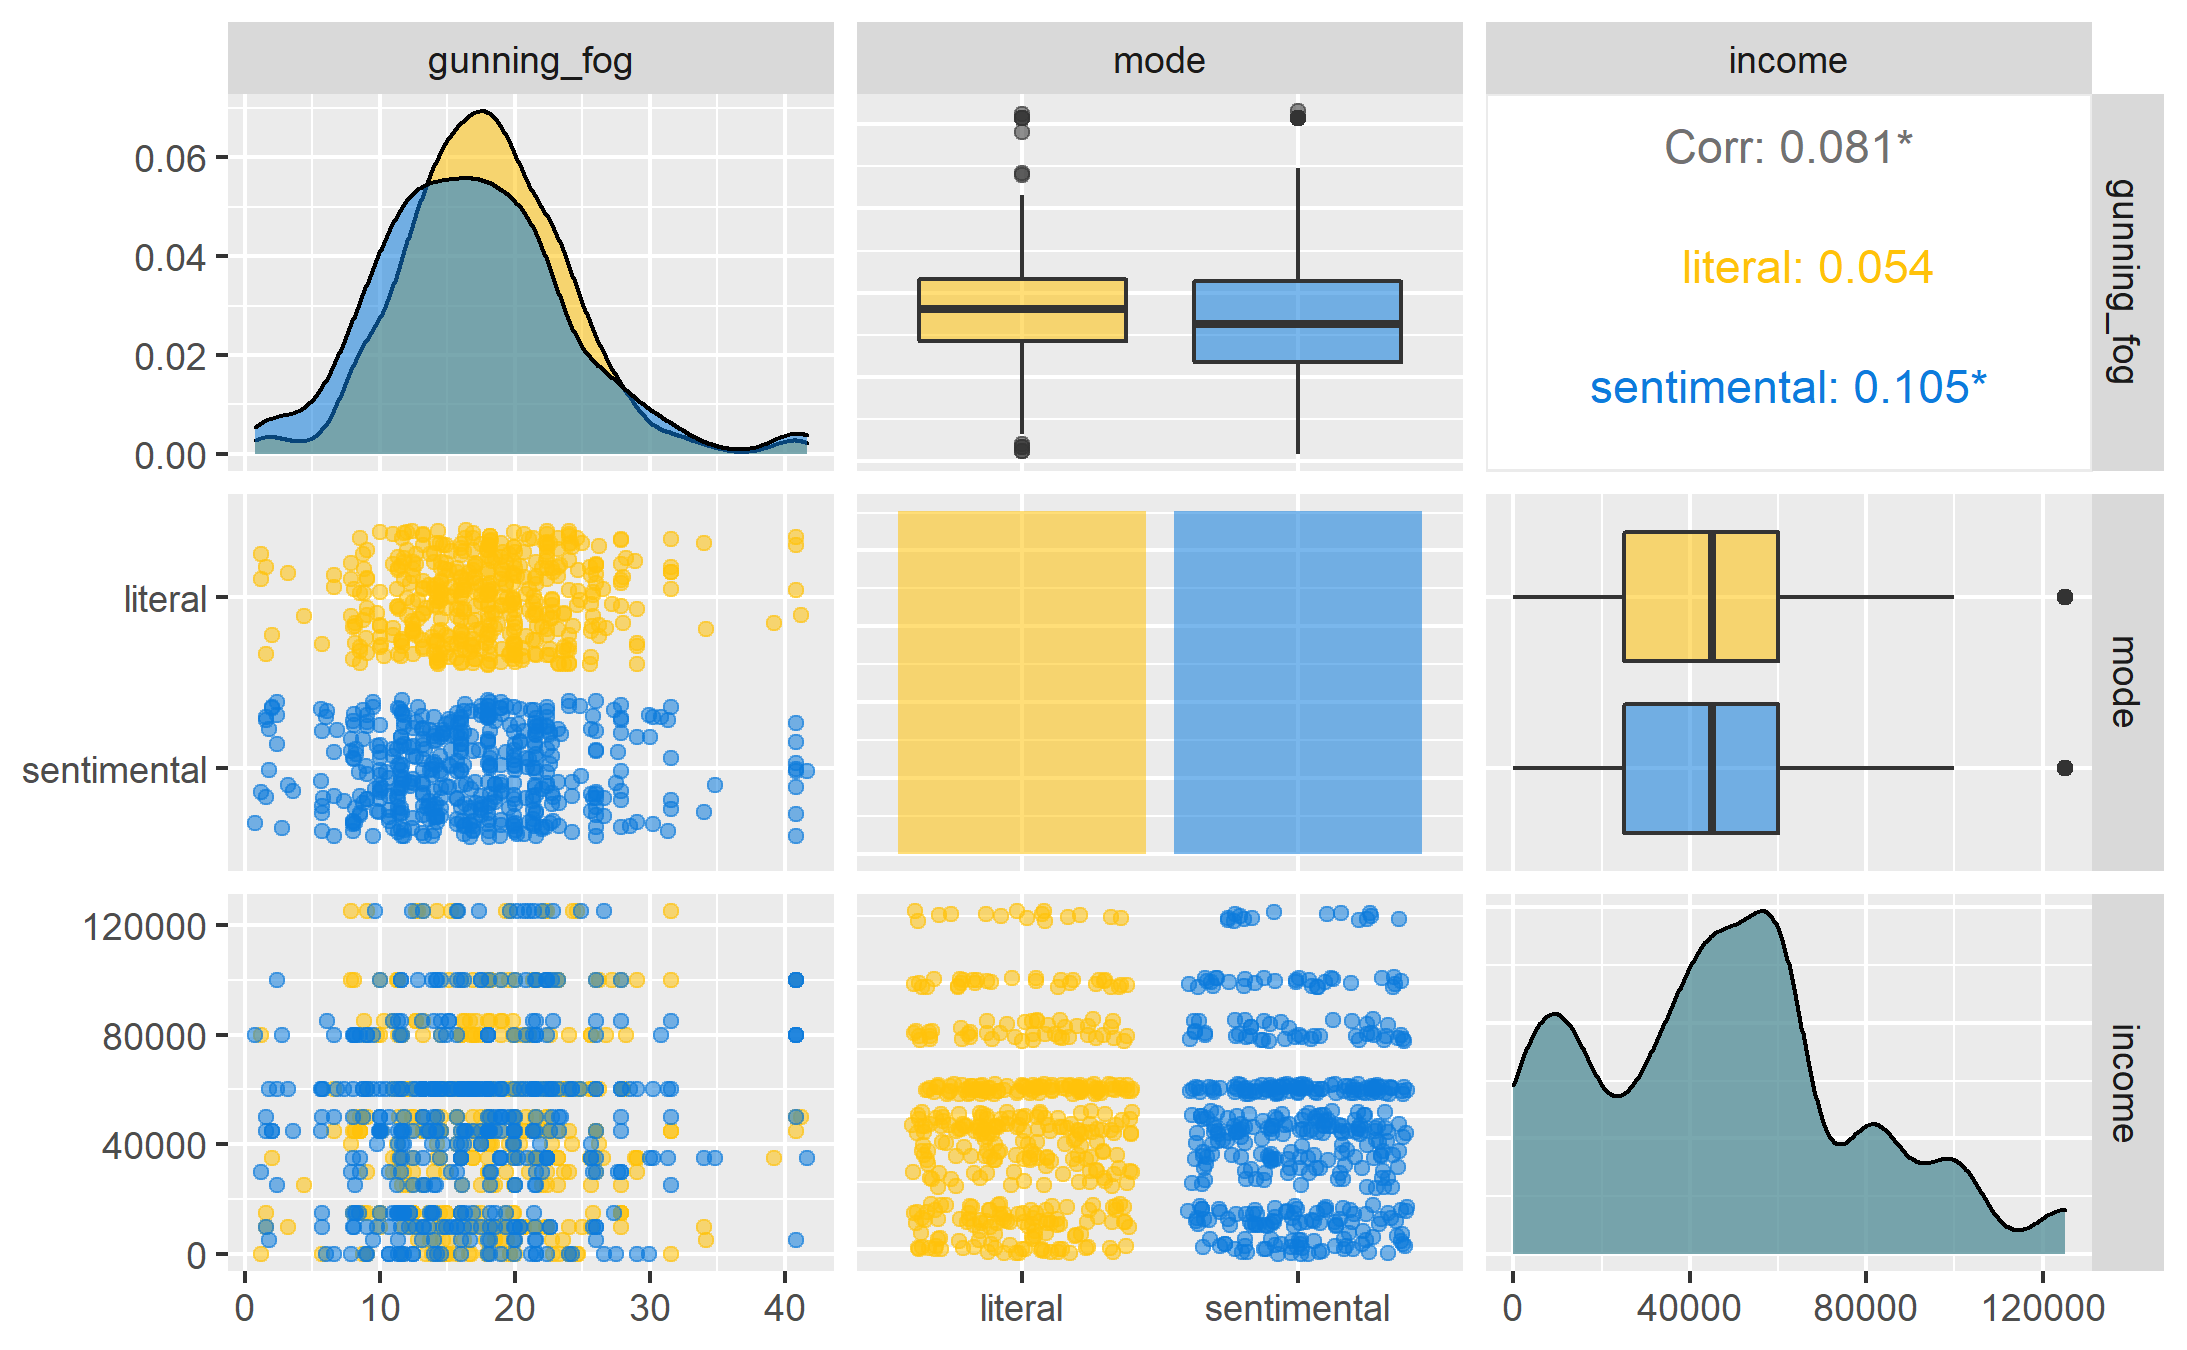 gunning_fog
mode
income
0.06
0.04
0.02
0.00
Corr: 0.081*
literal: 0.054
sentimental: 0.105*
gunning_fog
literal
sentimental
mode
120000
80000
40000
0
income
0 10 20 30 40
literal sentimental
0 40000 80000 120000